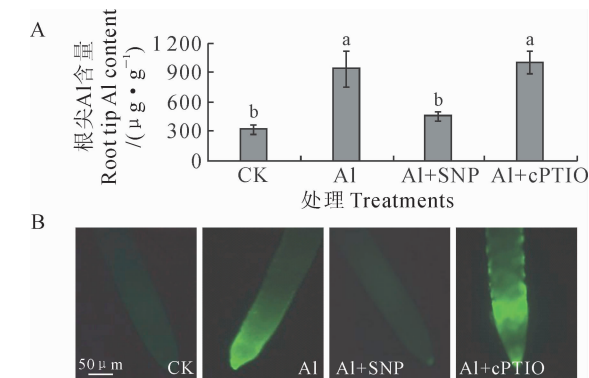 A
根尖Al含量
Root tip Al content
/(μg·g⁻¹)
1 200
900
600
300
0
b
a
b
a
CK
Al
Al+SNP
Al+cPTIO
处理 Treatments
B
50 μm
CK
Al
Al+SNP
Al+cPTIO